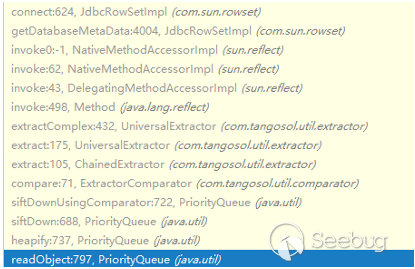 connect:624, JdbcRowSetImpl (com.sun.rowset)
getDatabaseMetaData:4004, JdbcRowSetImpl (com.sun.rowset)
invoke0:-1, NativeMethodAccessorImpl (sun.reflect)
invoke:62, NativeMethodAccessorImpl (sun.reflect)
invoke:43, DelegatingMethodAccessorImpl (sun.reflect)
invoke:498, Method (java.lang.reflect)
extractComplex:432, UniversalExtractor (com.tangosol.util.extractor)
extract:175, UniversalExtractor (com.tangosol.util.extractor)
extract:105, ChainedExtractor (com.tangosol.util.extractor)
compare:71, ExtractorComparator (com.tangosol.util.comparator)
siftDownUsingComparator:722, PriorityQueue (java.util)
siftDown:688, PriorityQueue (java.util)
heapify:737, PriorityQueue (java.util)
Seebug
readObject:797, PriorityQueue (java.util)